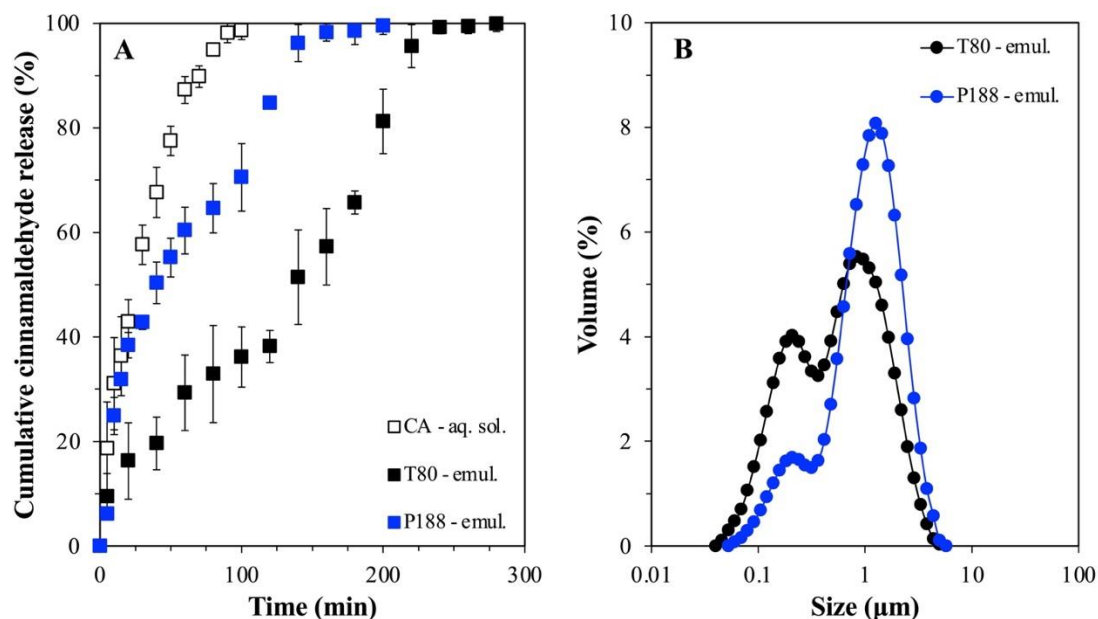 A
Cumulative cinnamaldehyde release (%)
100
80
60
40
20
0
CA - aq. sol.
T80 - emul.
P188 - emul.
0 100 200 300
Time (min)
B
Volume (%)
10
8
6
4
2
0
T80 - emul.
P188 - emul.
0.01 0.1 1 10 100
Size (µm)